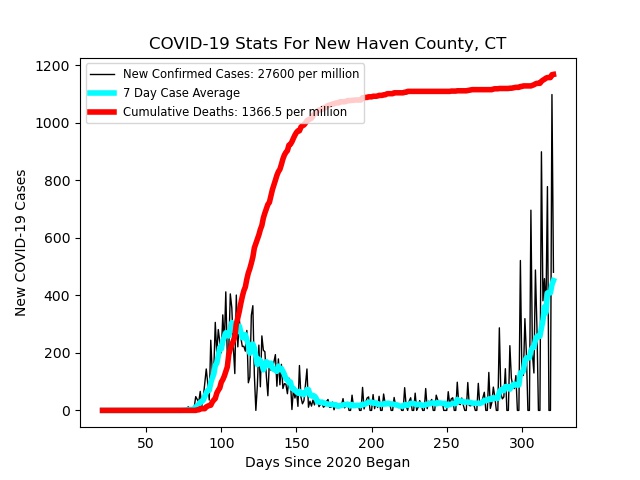 COVID-19 Stats For New Haven County, CT
New Confirmed Cases: 27600 per million
7 Day Case Average
Cumulative Deaths: 1366.5 per million
New COVID-19 Cases
1200
1000
800
600
400
200
0
50 100 150 200 250 300
Days Since 2020 Began